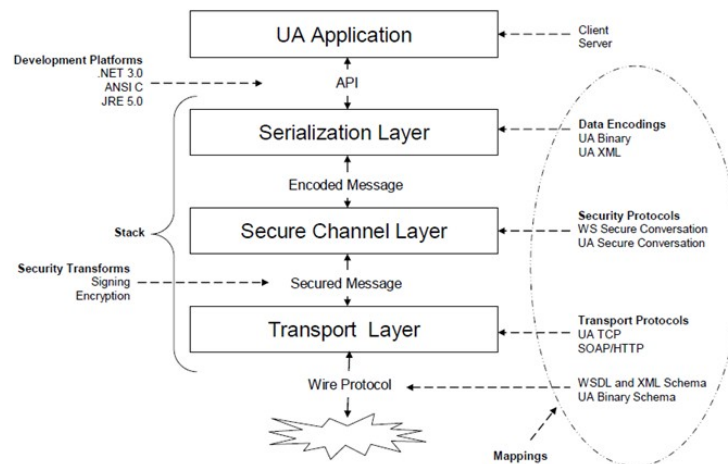 UA Application
Client
Server
Development Platforms
.NET 3.0
ANSI C
JRE 5.0
API
Serialization Layer
Data Encodings
UA Binary
UA XML
Encoded Message
Stack
Secure Channel Layer
Security Protocols
WS Secure Conversation
UA Secure Conversation
Security Transforms
Signing
Encryption
Secured Message
Transport Layer
Transport Protocols
UA TCP
SOAP/HTTP
Wire Protocol
WSDL and XML Schema
UA Binary Schema
Mappings